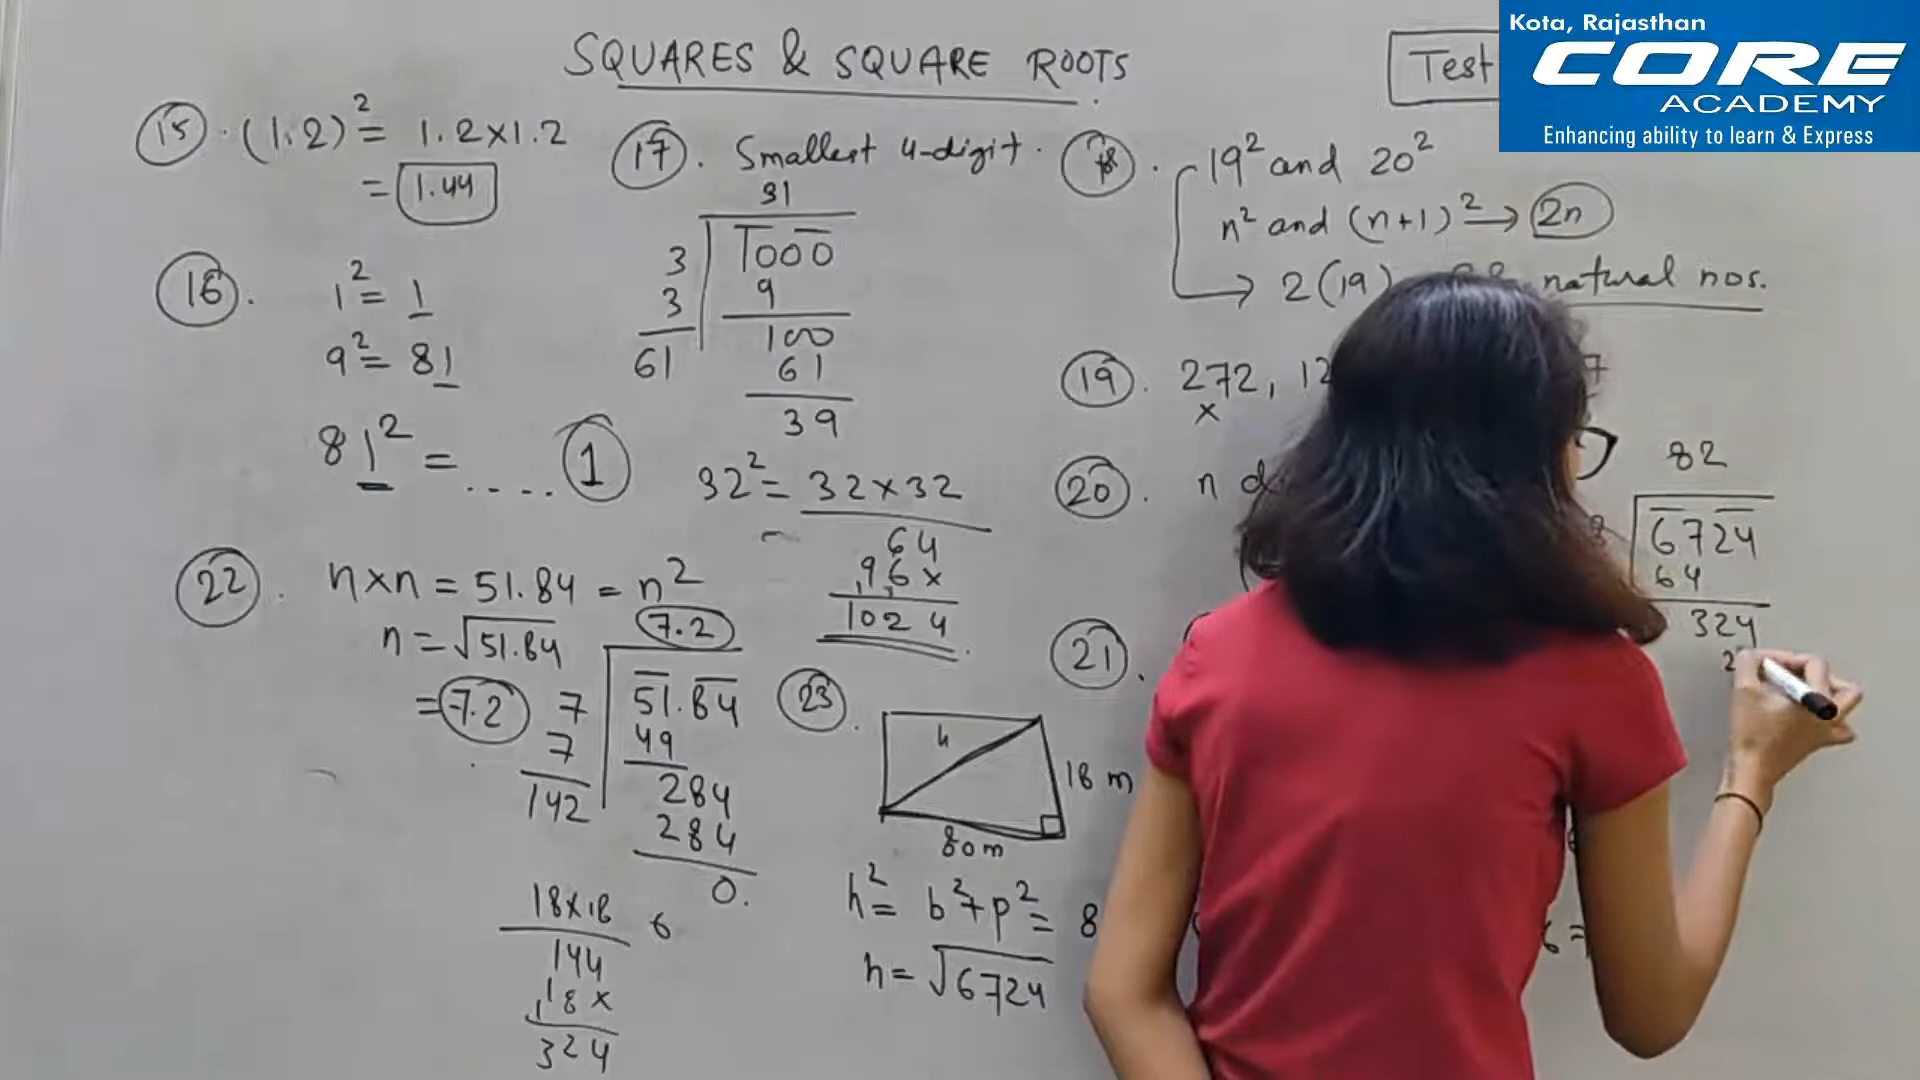 SQUARES & SQUARE ROOTS
Test
Kota, Rajasthan
CORE
ACADEMY
Enhancing ability to learn & Express
15. (1.2)² = 1.2×1.2
= 1.44
16. 1² = 1
9² = 81
81² = ..... 1
17. Smallest 4-digit.
31
3 1000
3 9
100
61 61
39
32² = 32×32
64
96×
1024
18. 19² and 20²
n² and (n+1)² → 2n
→ 2(19) natural nos.
19. 272, 12
×
20. n
82
6724
64
324
2
21.
22. n×n = 51.84 = n²
n = √51.84
= 7.2
7.2
7 51.84
7 49
142 284
284
0.
18×18 6
144
18×
324
23.
h
18 m
80m
h² = b²+p² = 8
h = √6724